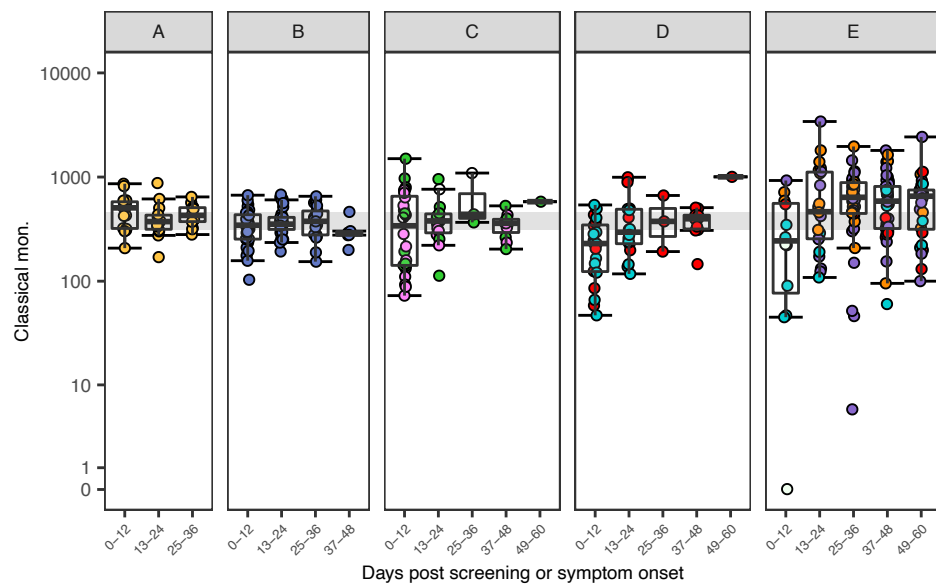 A B C D E
Classical mon.
10000
1000
100
10
1
0
0−12 13−24 25−36 0−12 13−24 25−36 37−48 0−12 13−24 25−36 37−48 49−60 0−12 13−24 25−36 37−48 49−60 0−12 13−24 25−36 37−48 49−60
Days post screening or symptom onset